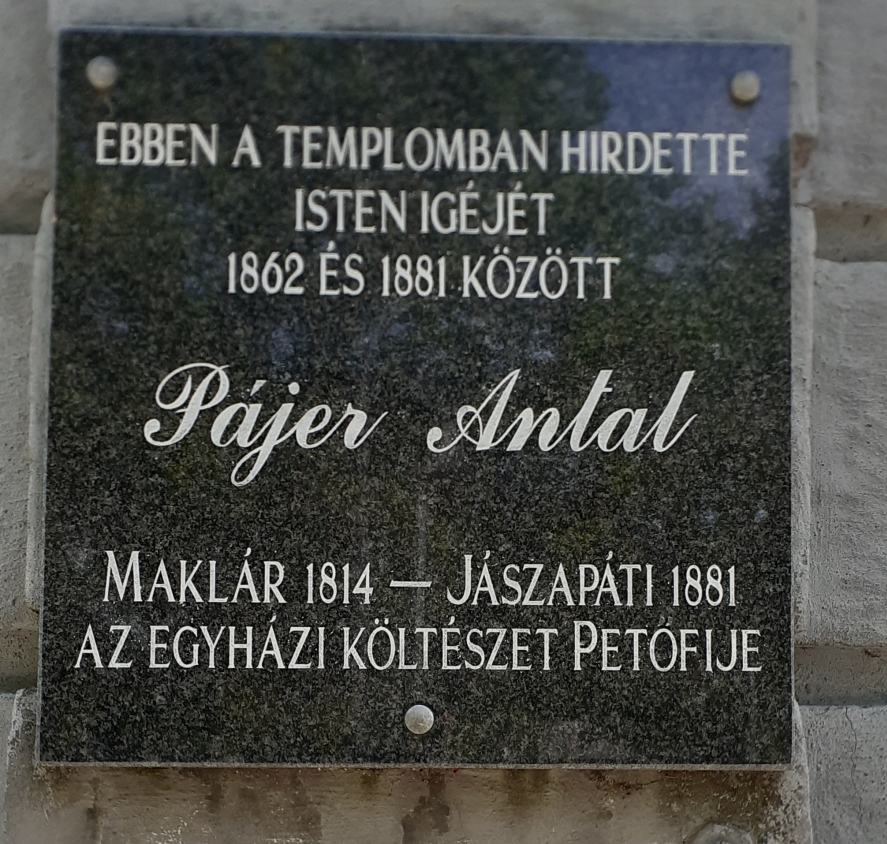 EBBEN A TEMPLOMBAN HIRDETTE
ISTEN IGÉJÉT
1862 ÉS 1881 KÖZÖTT
Pájer Antal
MAKLÁR 1814 – JÁSZAPÁTI 1881
AZ EGYHÁZI KÖLTÉSZET PETŐFIJE